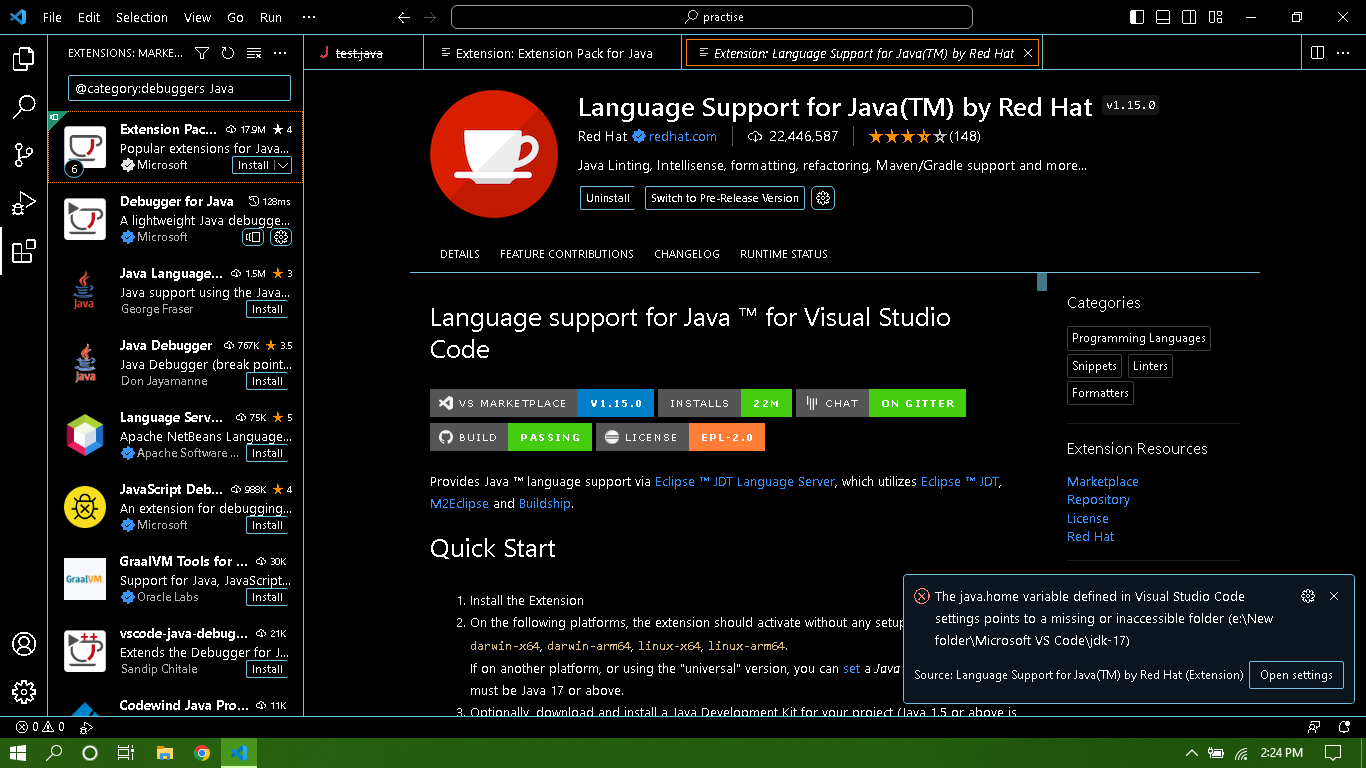 File Edit Selection View Go Run ···
practise
EXTENSIONS: MARKE...
@category:debuggers Java
Extension Pac... 17.9M ★ 4
Popular extensions for Java...
Microsoft Install
6
Debugger for Java 128ms
A lightweight Java debugge...
Microsoft
Java Language... 1.5M ★ 3
Java support using the Java...
George Fraser Install
Java Debugger 767K ★ 3.5
Java Debugger (break point...
Don Jayamanne Install
Language Serv... 75K ★ 5
Apache NetBeans Language...
Apache Software ... Install
JavaScript Deb... 988K ★ 4
An extension for debugging...
Microsoft Install
GraalVM
GraalVM Tools for ... 30K
Support for Java, JavaScript...
Oracle Labs Install
vscode-java-debug... 21K
Extends the Debugger for J...
Sandip Chitale Install
Codewind Java Pro... 11K
test.java
Extension: Extension Pack for Java
Extension: Language Support for Java(TM) by Red Hat
Language Support for Java(TM) by Red Hat v1.15.0
Red Hat redhat.com 22,446,587 (148)
Java Linting, Intellisense, formatting, refactoring, Maven/Gradle support and more...
Uninstall Switch to Pre-Release Version
DETAILS FEATURE CONTRIBUTIONS CHANGELOG RUNTIME STATUS
Language support for Java ™ for Visual Studio
Code
VS MARKETPLACE V1.15.0 INSTALLS 22M CHAT ON GITTER
BUILD PASSING LICENSE EPL-2.0
Provides Java ™ language support via Eclipse ™ JDT Language Server, which utilizes Eclipse ™ JDT,
M2Eclipse and Buildship.
Quick Start
1. Install the Extension
2. On the following platforms, the extension should activate without any setup
darwin-x64, darwin-arm64, linux-x64, linux-arm64.
If on another platform, or using the "universal" version, you can set a Java
must be Java 17 or above.
3. Optionally, download and install a Java Development Kit for your project (Java 1.5 or above is
Categories
Programming Languages
Snippets Linters
Formatters
Extension Resources
Marketplace
Repository
License
Red Hat
The java.home variable defined in Visual Studio Code
settings points to a missing or inaccessible folder (e:\New
folder\Microsoft VS Code\jdk-17)
Source: Language Support for Java(TM) by Red Hat (Extension) Open settings
0 0
2:24 PM